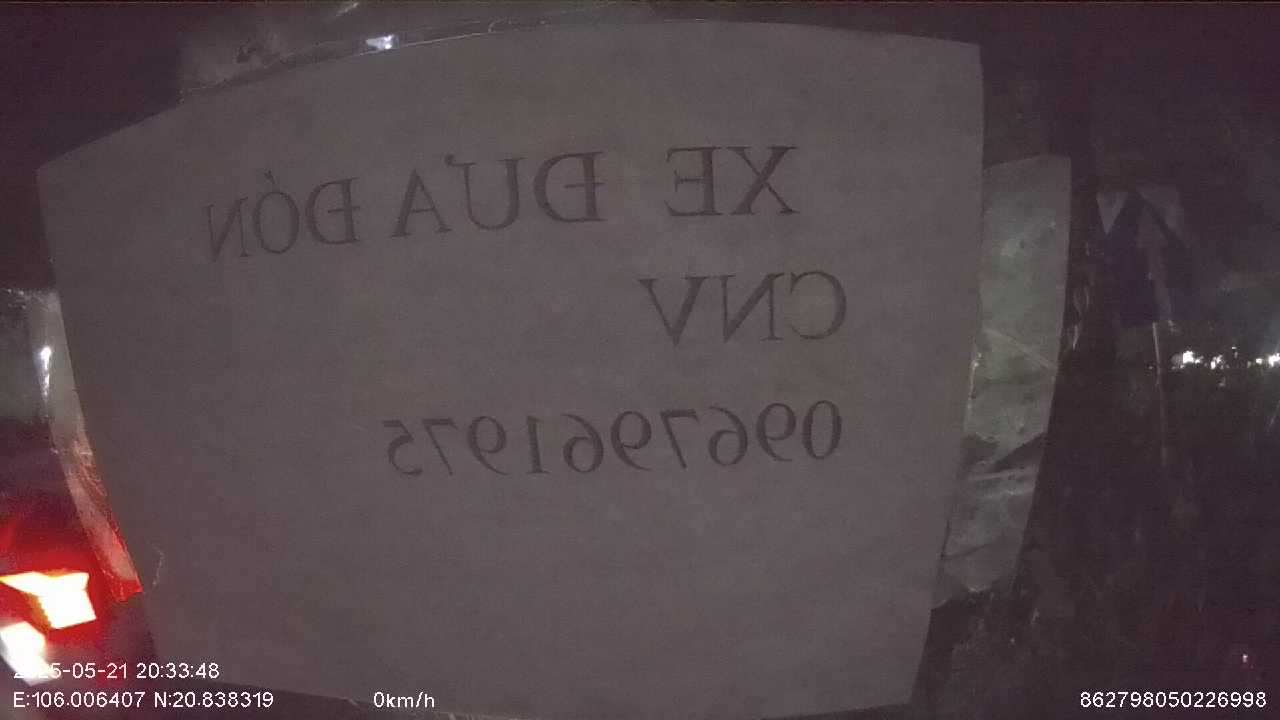 XE ĐƯA ĐÓN
CNV
0967961975
2025-05-21 20:33:48
E:106.006407 N:20.838319
0km/h
862798050226998